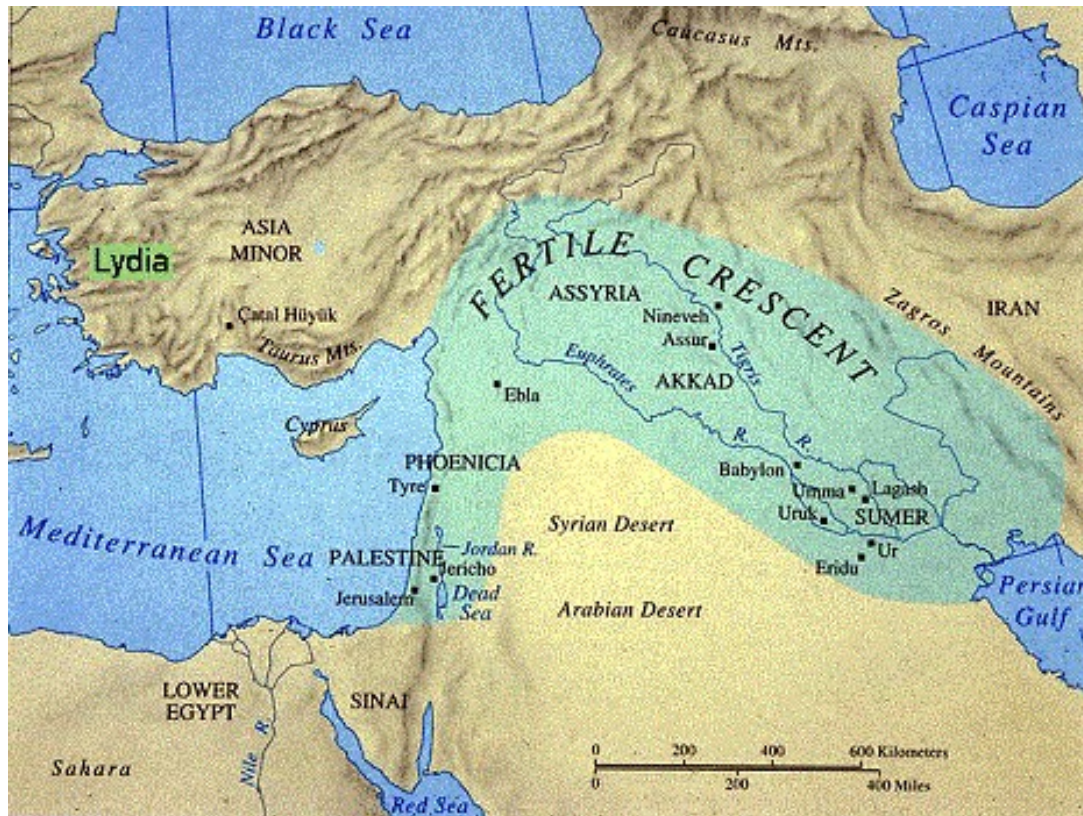 Black Sea
Caucasus Mts.
Caspian
Sea
ASIA
MINOR
Lydia
FERTILE CRESCENT
ASSYRIA
Zagros Mountains
IRAN
Nineveh
Çatal Hüyük
Taurus Mts.
Assur
Tigris R.
Euphrates R.
AKKAD
Ebla
Cyprus
PHOENICIA
Babylon
Tyre
Umma
Lagash
Uruk
SUMER
Syrian Desert
Mediterranean Sea
PALESTINE
Jordan R.
Ur
Jericho
Eridu
Jerusalem
Dead
Sea
Persian
Gulf
Arabian Desert
LOWER
EGYPT
SINAI
Nile R.
Sahara
0 200 400 600 Kilometers
0 200 400 Miles
Red Sea